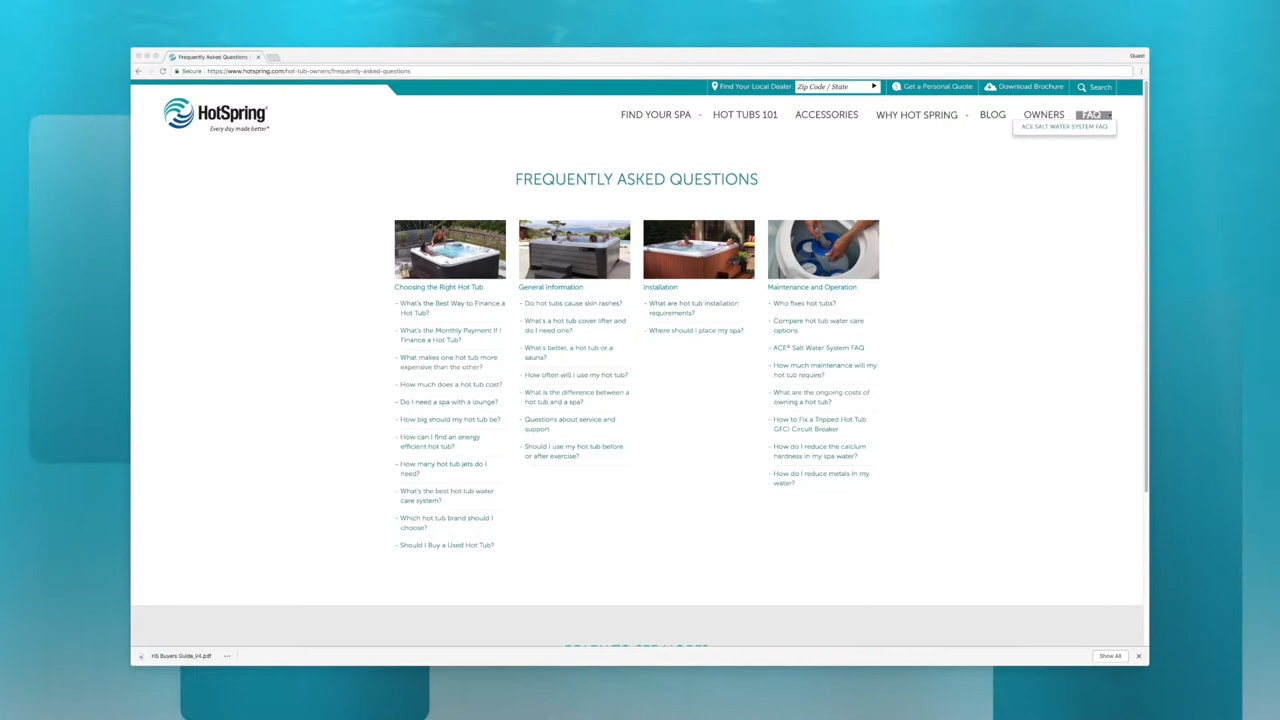 Frequently Asked Questions
Guest
Secure
https://www.hotspring.com/hot-tub-owners/frequently-asked-questions
Find Your Local Dealer:
Zip Code / State
Get a Personal Quote
Download Brochure
Search
HotSpring®
Every day made better®
FIND YOUR SPA
HOT TUBS 101
ACCESSORIES
WHY HOT SPRING
BLOG
OWNERS
FAQ
ACE SALT WATER SYSTEM FAQ
FREQUENTLY ASKED QUESTIONS
Choosing the Right Hot Tub
- What's the Best Way to Finance a
Hot Tub?
- What's the Monthly Payment If I
Finance a Hot Tub?
- What makes one hot tub more
expensive than the other?
- How much does a hot tub cost?
- Do I need a spa with a lounge?
- How big should my hot tub be?
- How can I find an energy
efficient hot tub?
- How many hot tub jets do I
need?
- What's the best hot tub water
care system?
- Which hot tub brand should I
choose?
- Should I Buy a Used Hot Tub?
General Information
- Do hot tubs cause skin rashes?
- What's a hot tub cover lifter and
do I need one?
- What's better, a hot tub or a
sauna?
- How often will I use my hot tub?
- What is the difference between a
hot tub and a spa?
- Questions about service and
support
- Should I use my hot tub before
or after exercise?
Installation
- What are hot tub installation
requirements?
- Where should I place my spa?
Maintenance and Operation
- Who fixes hot tubs?
- Compare hot tub water care
options
- ACE® Salt Water System FAQ
- How much maintenance will my
hot tub require?
- What are the ongoing costs of
owning a hot tub?
- How to Fix a Tripped Hot Tub
GFCI Circuit Breaker
- How do I reduce the calcium
hardness in my spa water?
- How do I reduce metals in my
water?
HS Buyers Guide_V4.pdf
Show All